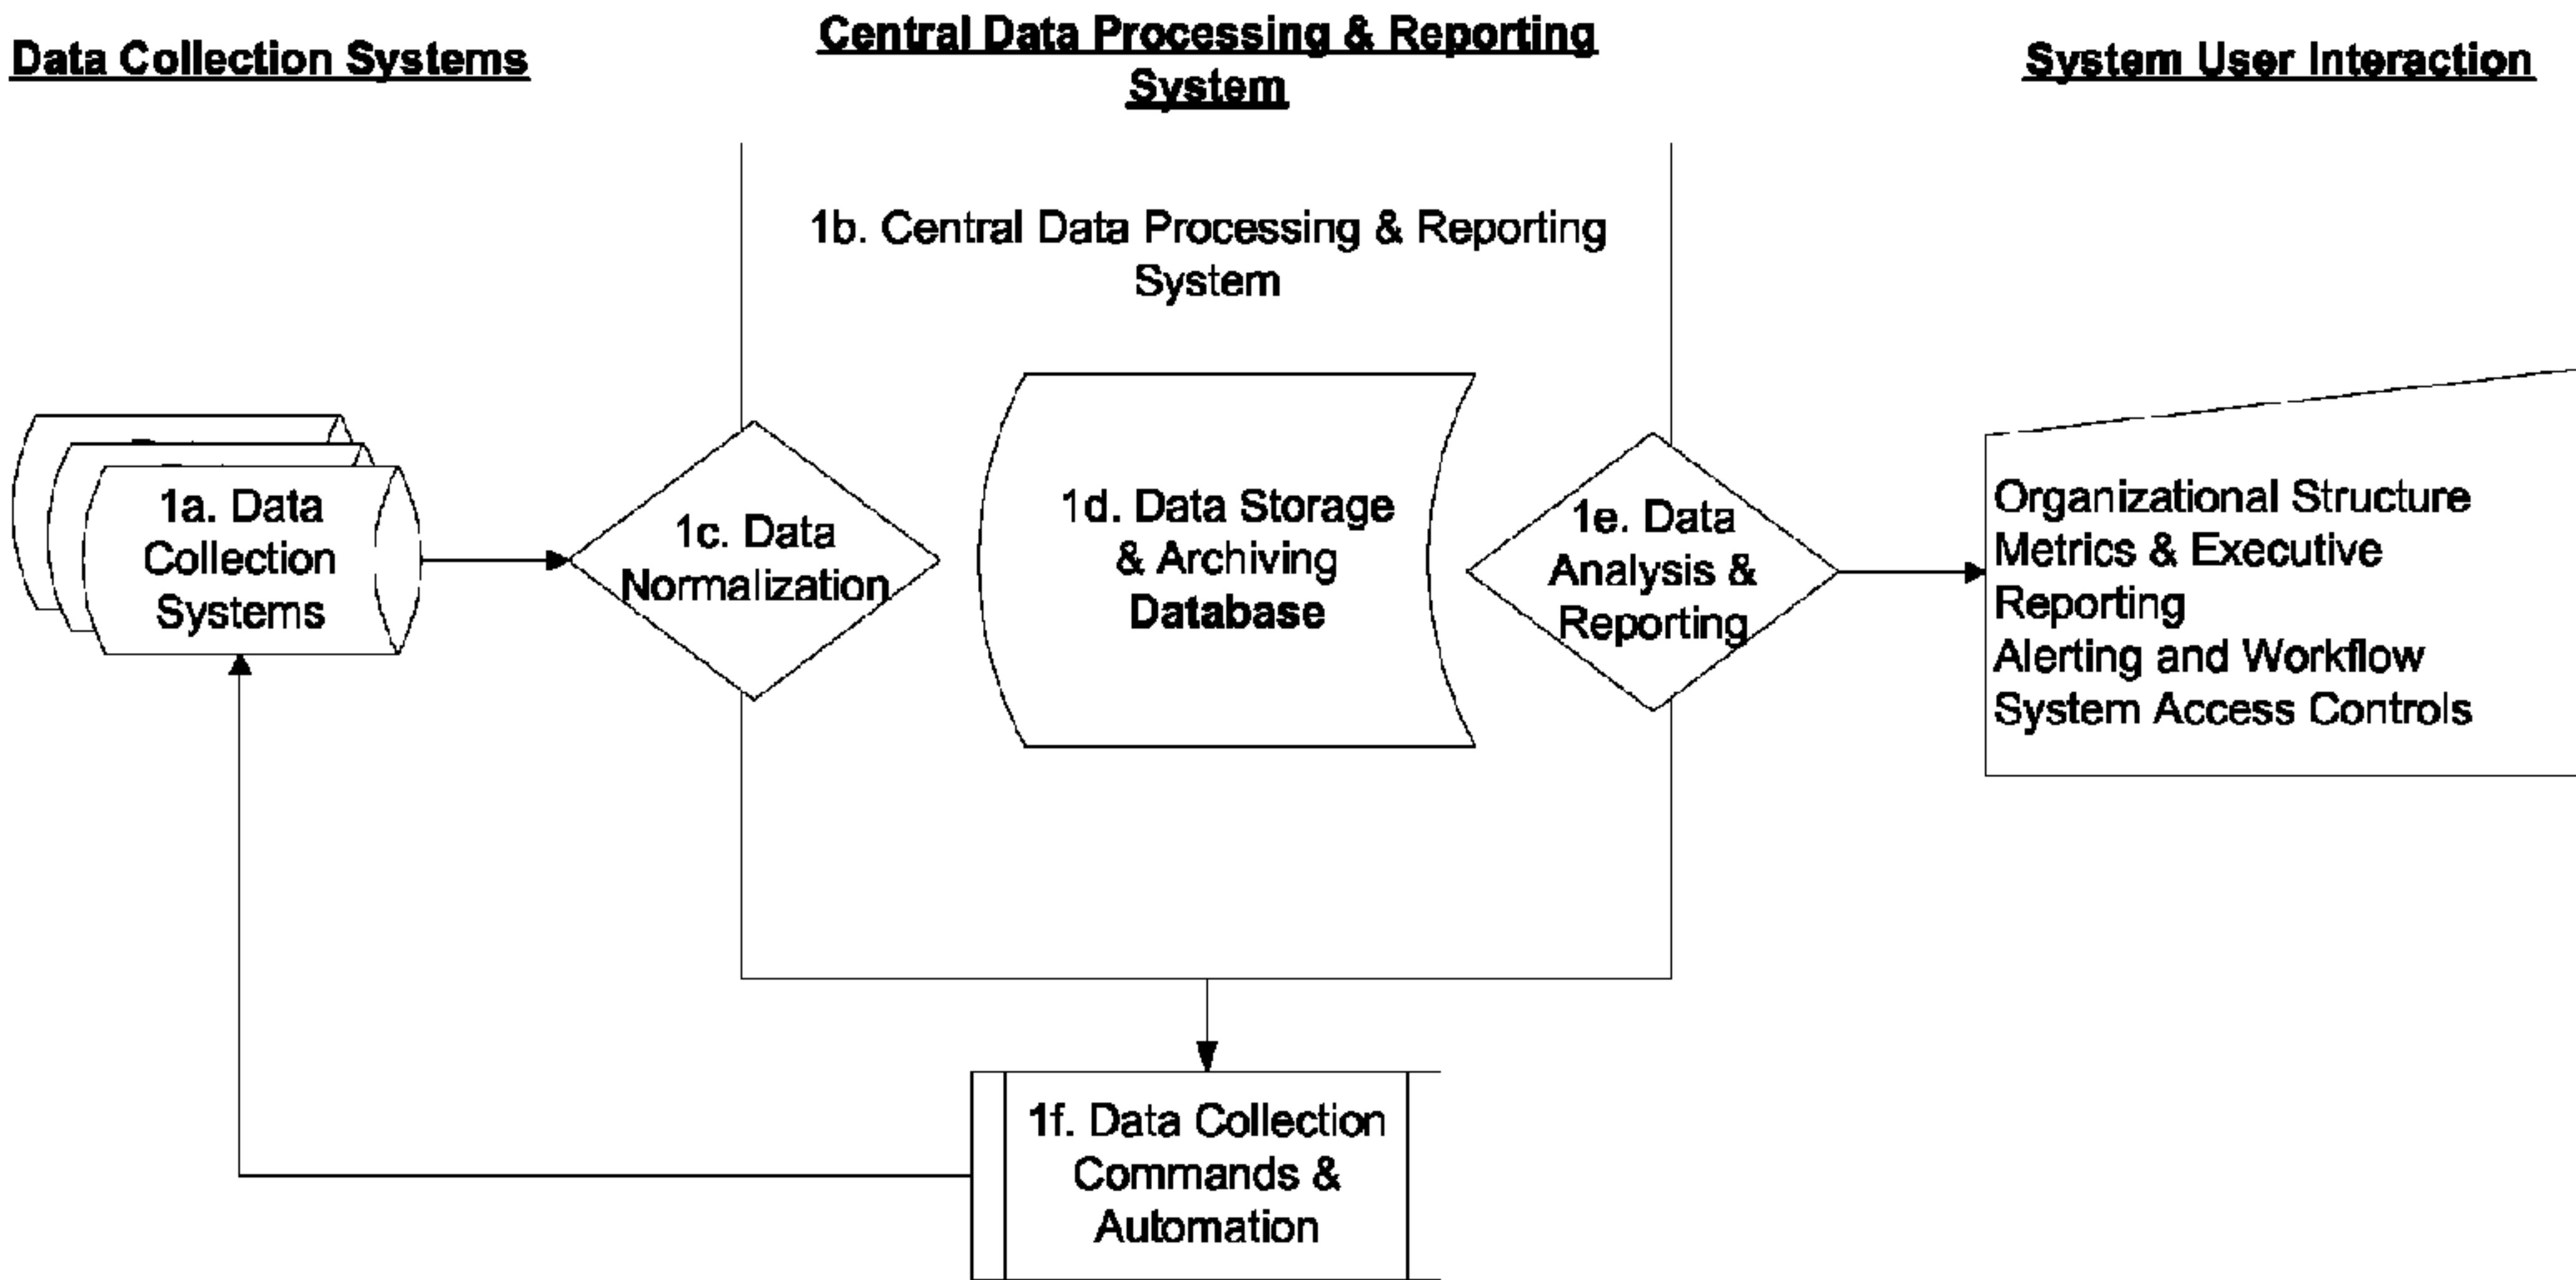 Data Collection Systems
Central Data Processing & Reporting
System
System User Interaction
1b. Central Data Processing & Reporting
System
1a. Data
Collection
Systems
1c. Data
Normalization
1d. Data Storage
& Archiving
Database
1e. Data
Analysis &
Reporting
Organizational Structure
Metrics & Executive
Reporting
Alerting and Workflow
System Access Controls
1f. Data Collection
Commands &
Automation